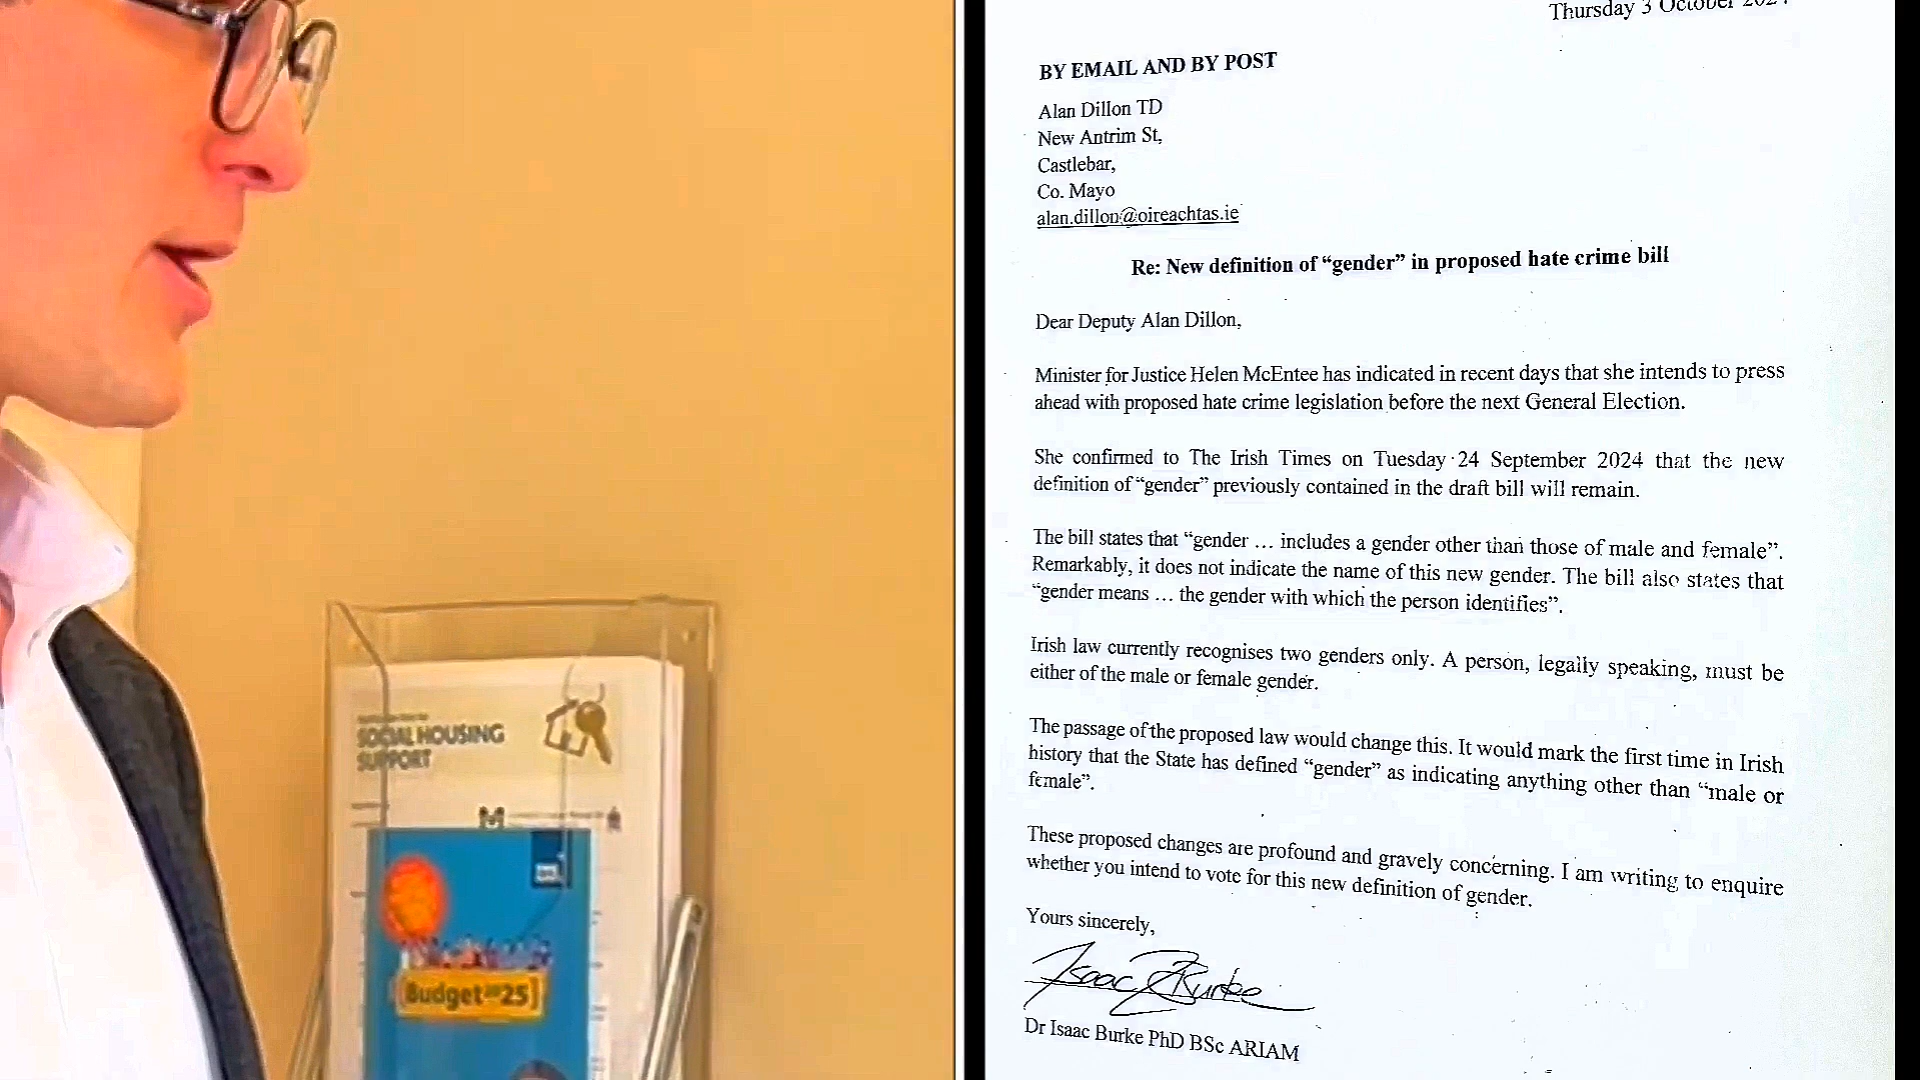 SOCIAL HOUSING
SUPPORT
Budget 25
Thursday 3 October
BY EMAIL AND BY POST
Alan Dillon TD
New Antrim St,
Castlebar,
Co. Mayo
alan.dillon@oireachtas.ie
Re: New definition of “gender” in proposed hate crime bill
Dear Deputy Alan Dillon,
Minister for Justice Helen McEntee has indicated in recent days that she intends to press
ahead with proposed hate crime legislation before the next General Election.
She confirmed to The Irish Times on Tuesday 24 September 2024 that the new
definition of “gender” previously contained in the draft bill will remain.
The bill states that “gender … includes a gender other than those of male and female”.
Remarkably, it does not indicate the name of this new gender. The bill also states that
“gender means … the gender with which the person identifies”.
Irish law currently recognises two genders only. A person, legally speaking, must be
either of the male or female gender.
The passage of the proposed law would change this. It would mark the first time in Irish
history that the State has defined “gender” as indicating anything other than “male or
female”.
These proposed changes are profound and gravely concerning. I am writing to enquire
whether you intend to vote for this new definition of gender.
Yours sincerely,
Isaac Burke
Dr Isaac Burke PhD BSc ARIAM